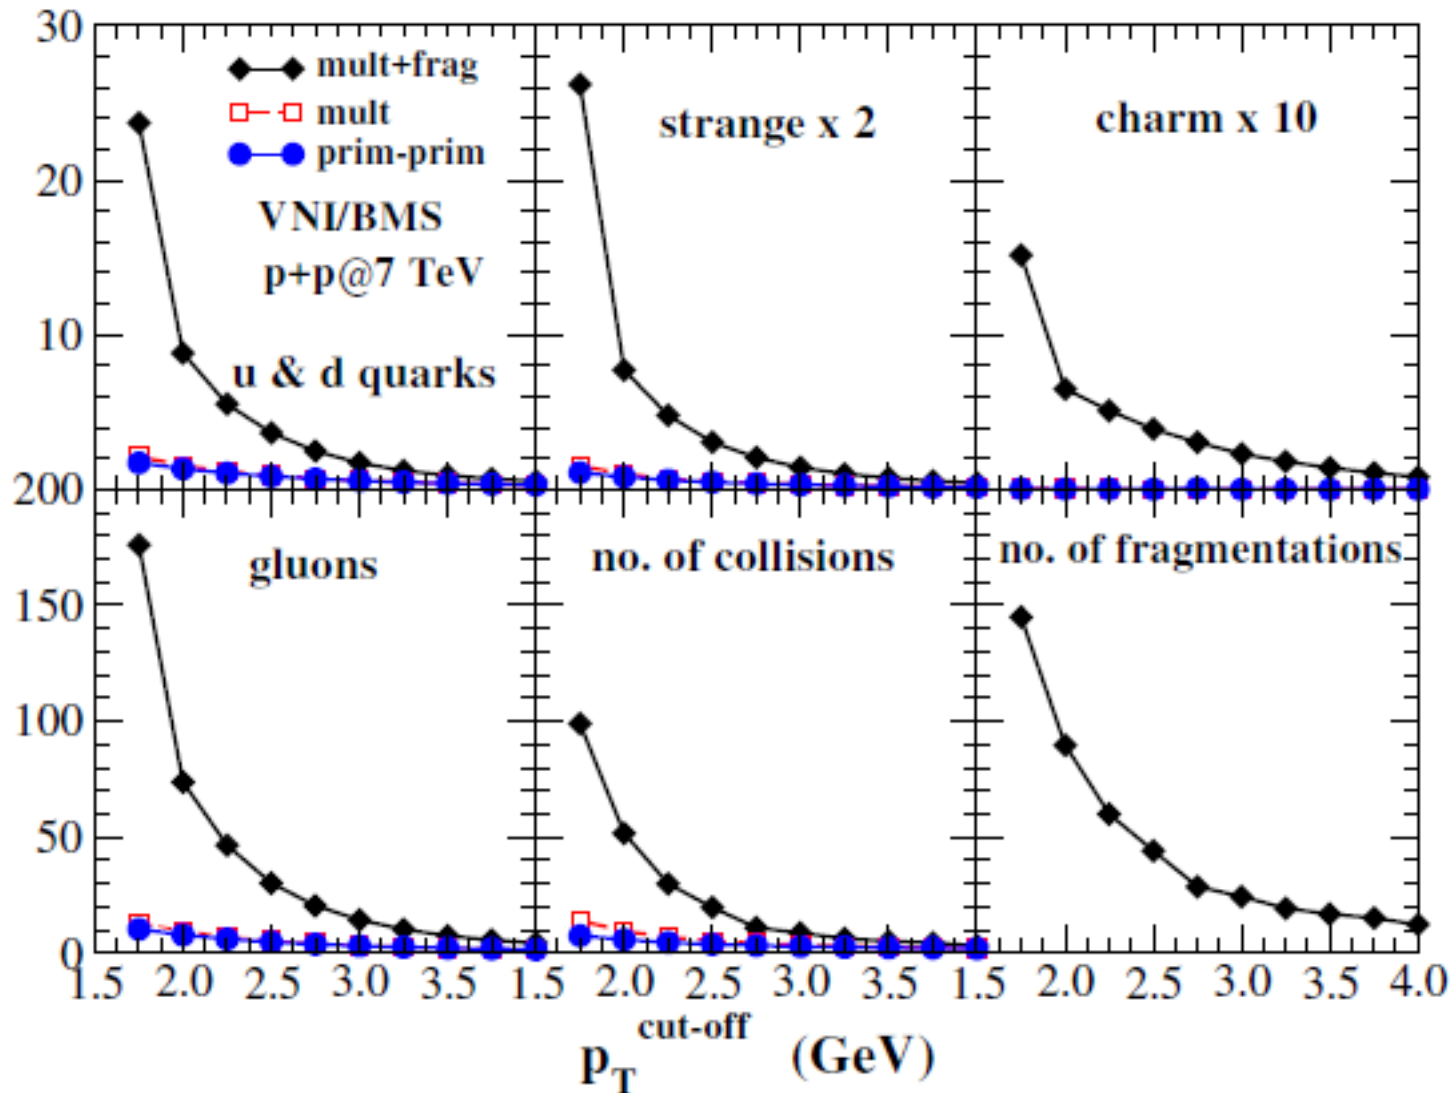 30
20
10
200
150
100
50
0
mult+frag
mult
prim-prim
VNI/BMS
p+p@7 TeV
u & d quarks
strange x 2
charm x 10
gluons
no. of collisions
no. of fragmentations
1.5 2.0 2.5 3.0 3.5 1.5 2.0 2.5 3.0 3.5 1.5 2.0 2.5 3.0 3.5 4.0
p_T^cut-off (GeV)